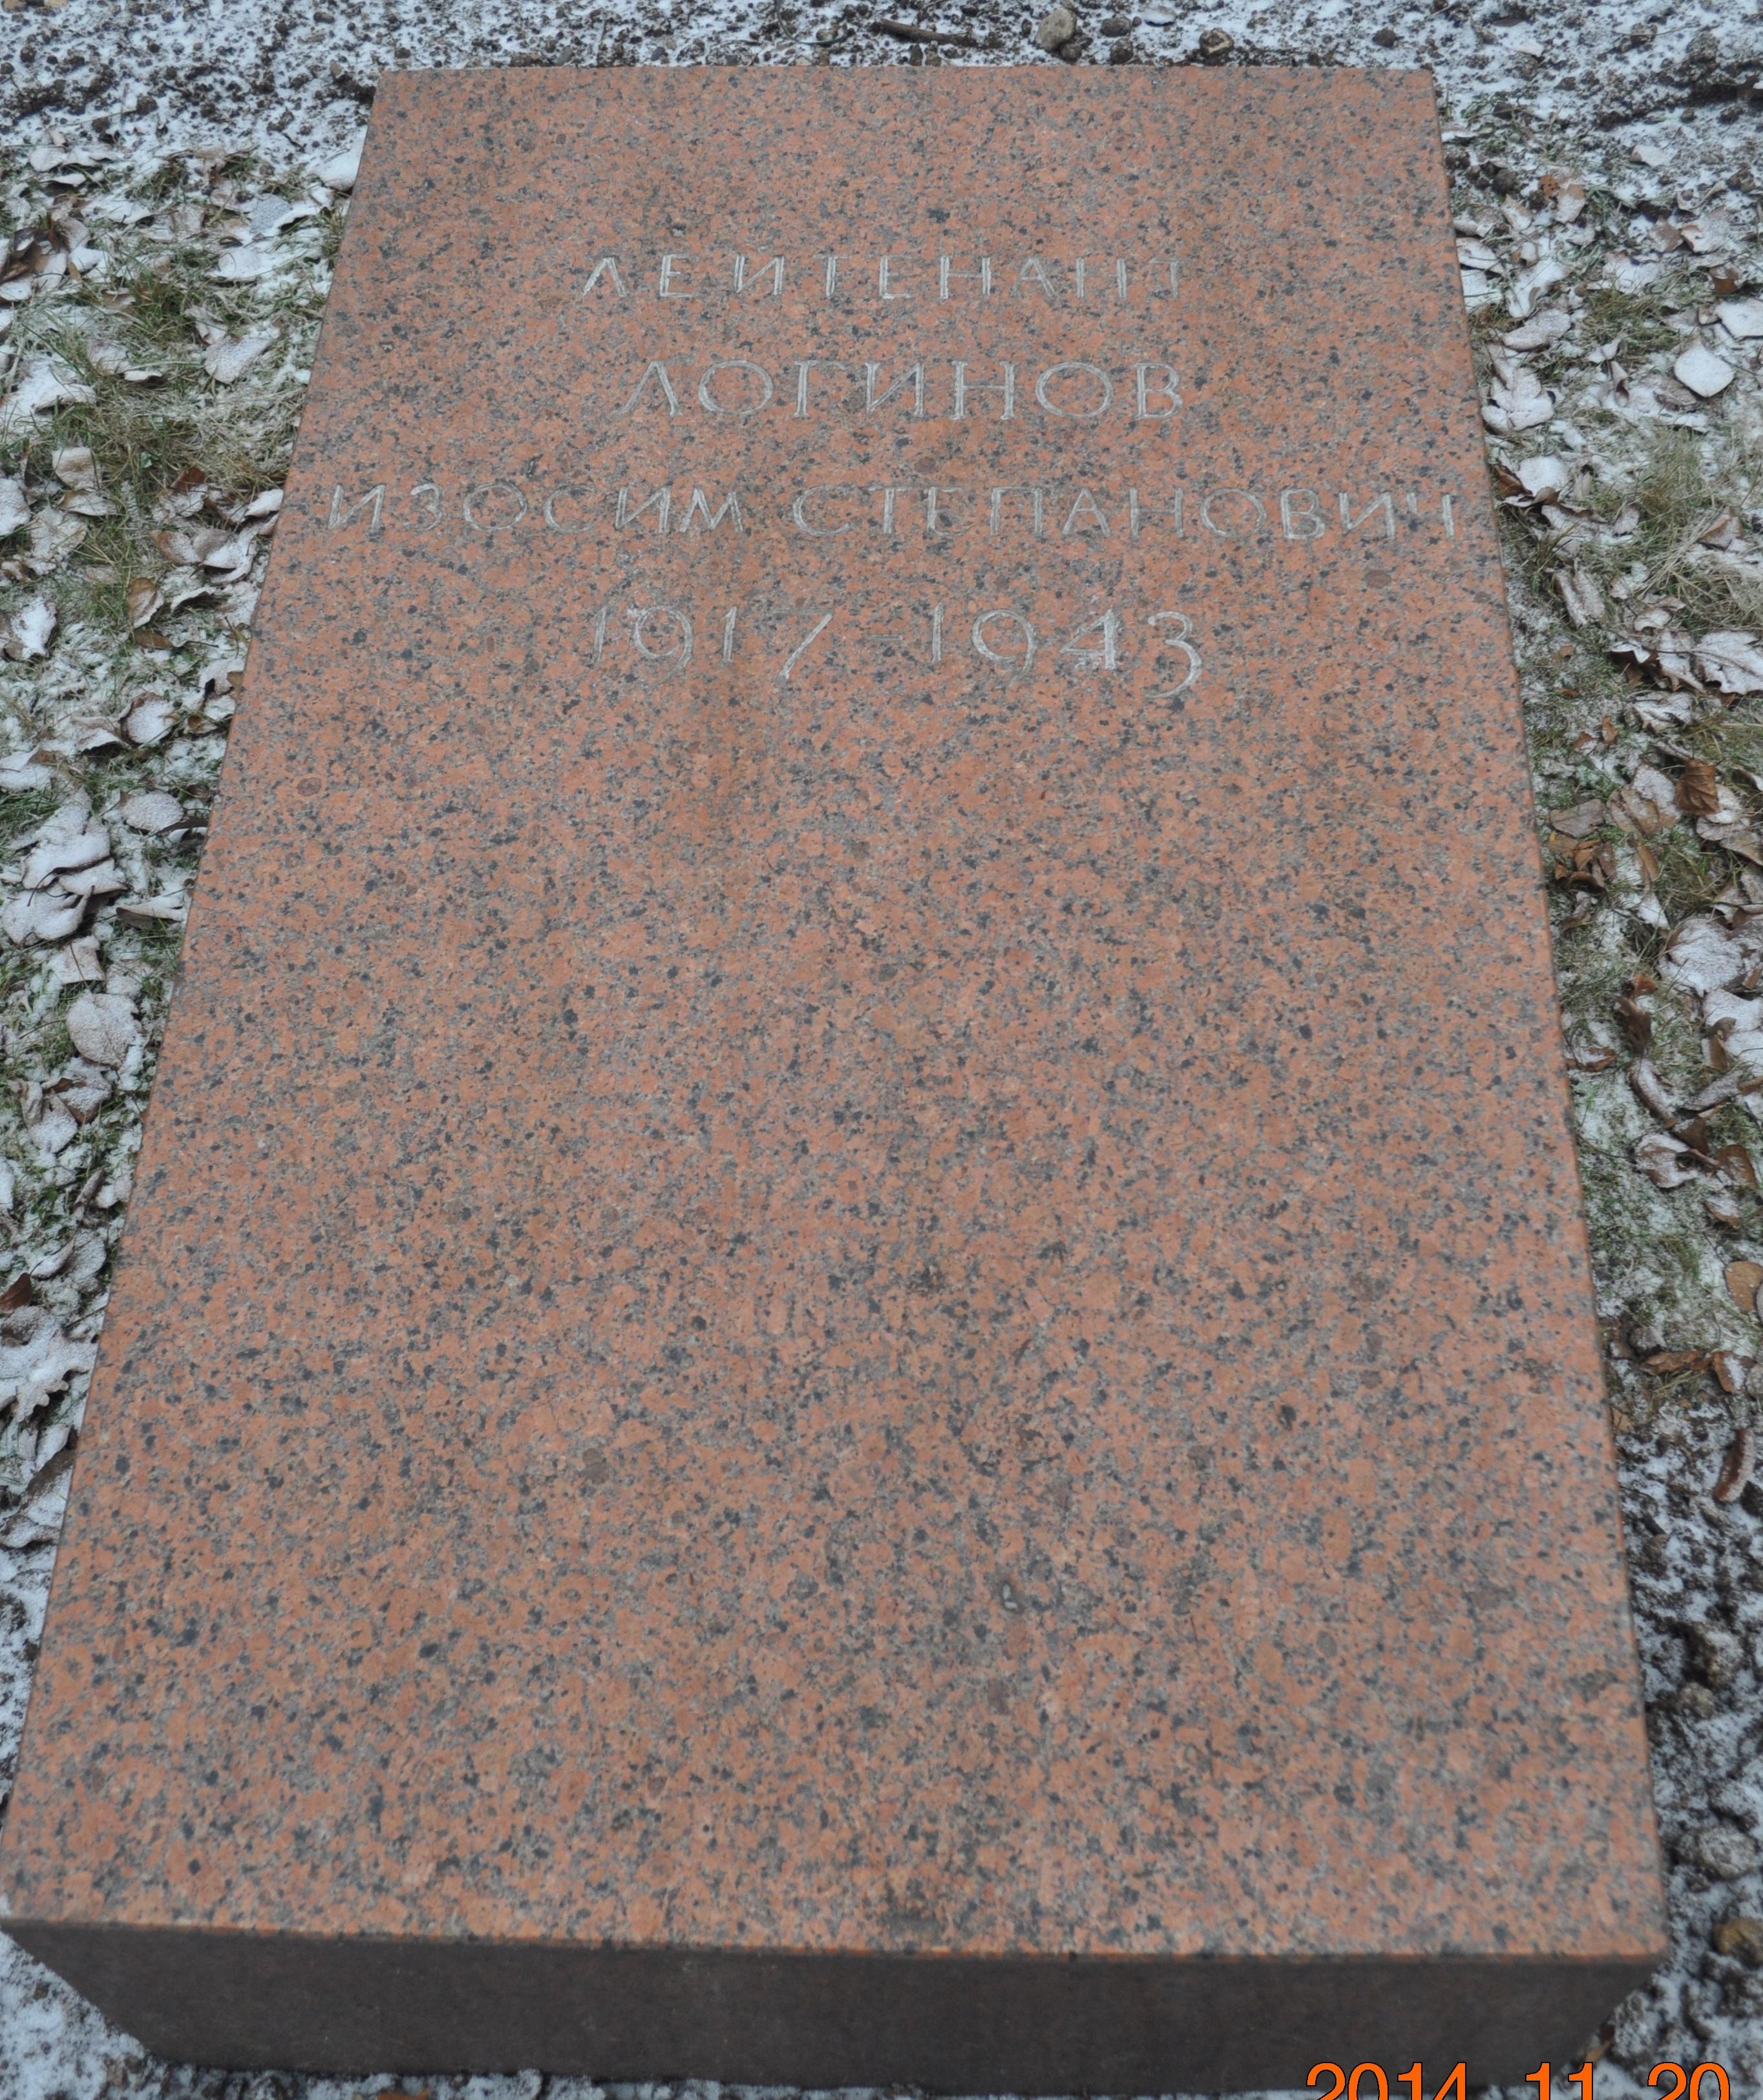 ЛЕЙТЕНАНТ
ЛОГИНОВ
ИЗОСИМ СТЕПАНОВИЧ
1917-1943
2014 11 20